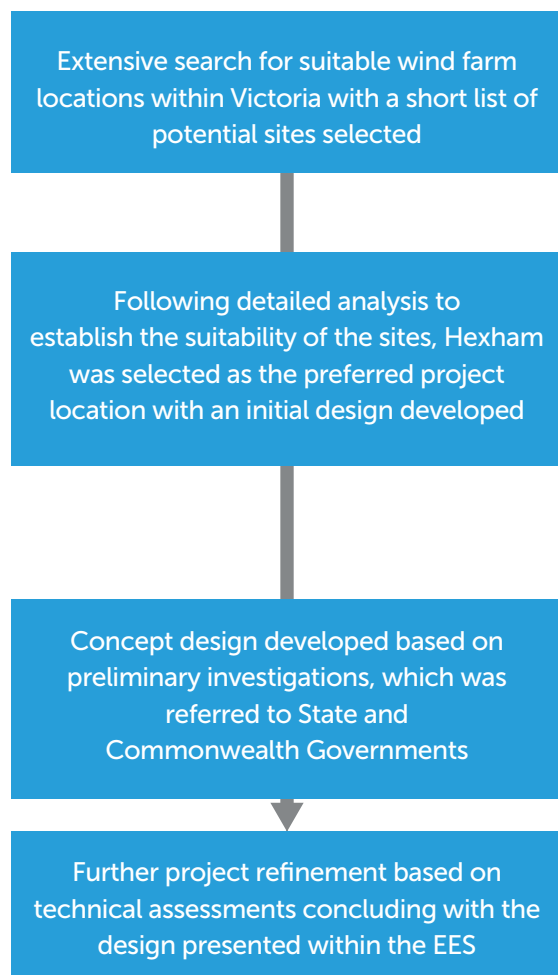 Extensive search for suitable wind farm
locations within Victoria with a short list of
potential sites selected
Following detailed analysis to
establish the suitability of the sites, Hexham
was selected as the preferred project
location with an initial design developed
Concept design developed based on
preliminary investigations, which was
referred to State and
Commonwealth Governments
Further project refinement based on
technical assessments concluding with the
design presented within the EES